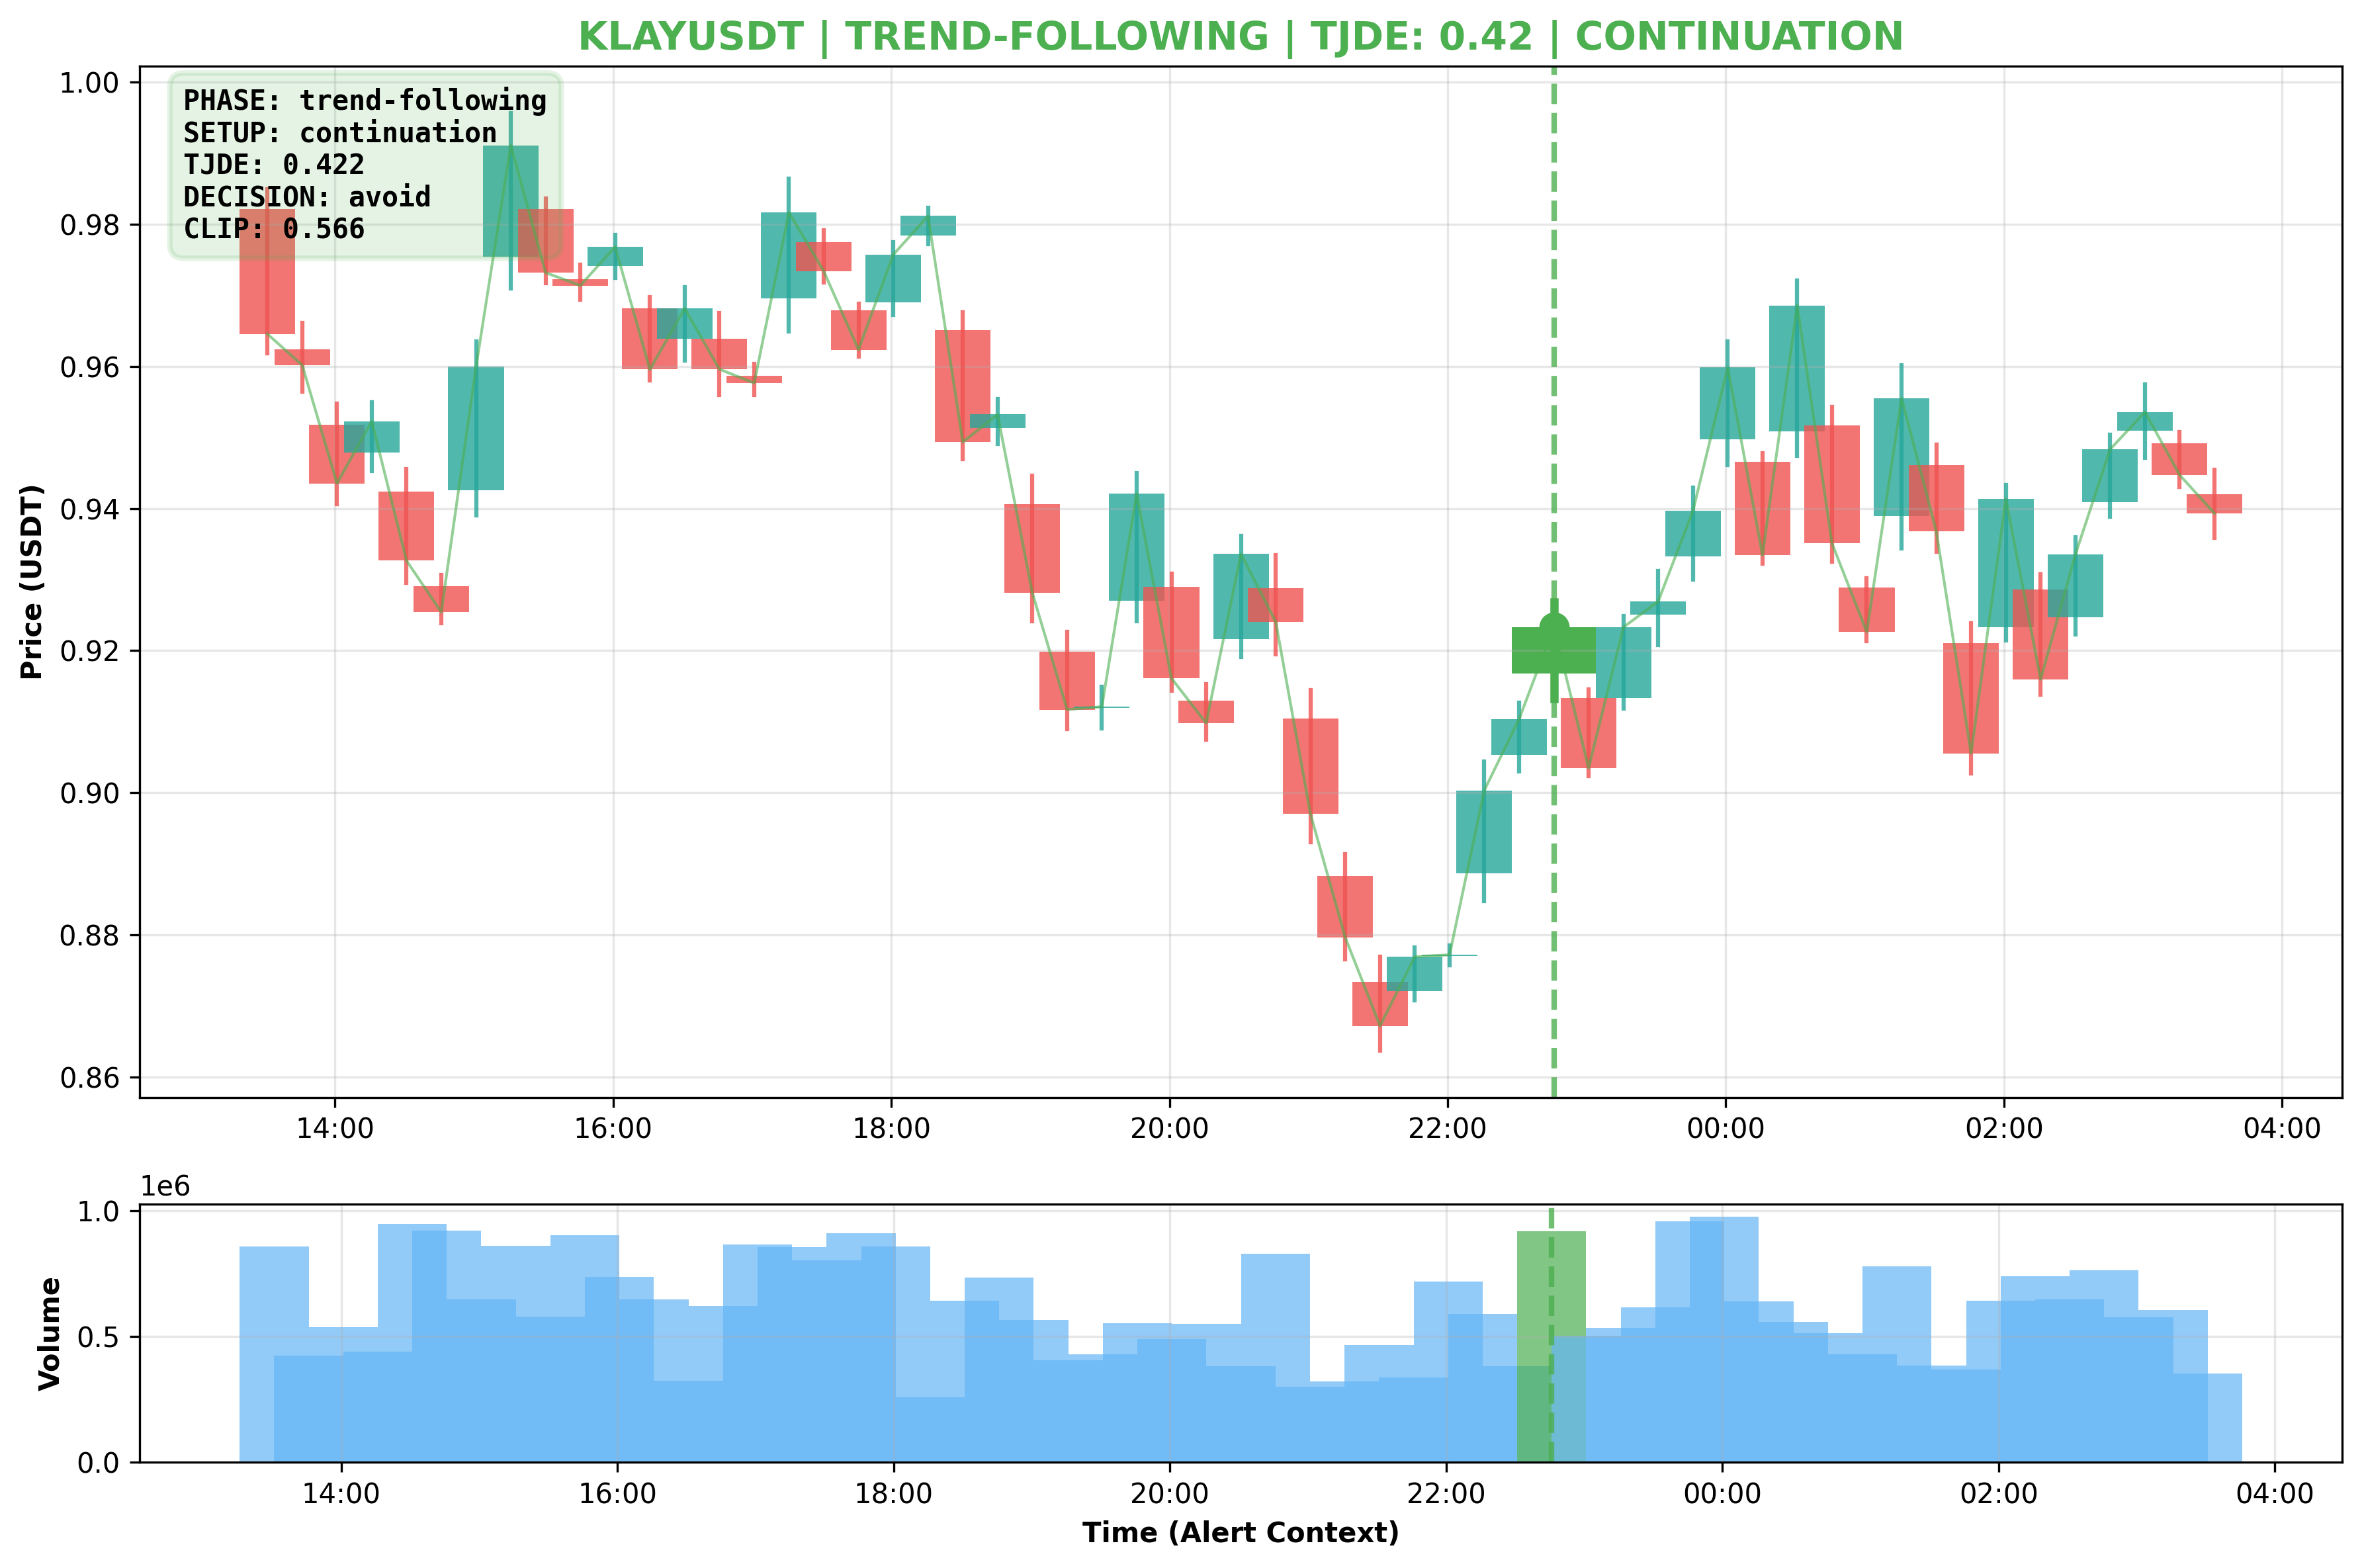 KLAYUSDT | TREND-FOLLOWING | TJDE: 0.42 | CONTINUATION
PHASE: trend-following
SETUP: continuation
TJDE: 0.422
DECISION: avoid
CLIP: 0.566
Price (USDT)
1.00
0.98
0.96
0.94
0.92
0.90
0.88
0.86
14:00 16:00 18:00 20:00 22:00 00:00 02:00 04:00
1e6
Volume
1.0
0.5
0.0
14:00 16:00 18:00 20:00 22:00 00:00 02:00 04:00
Time (Alert Context)